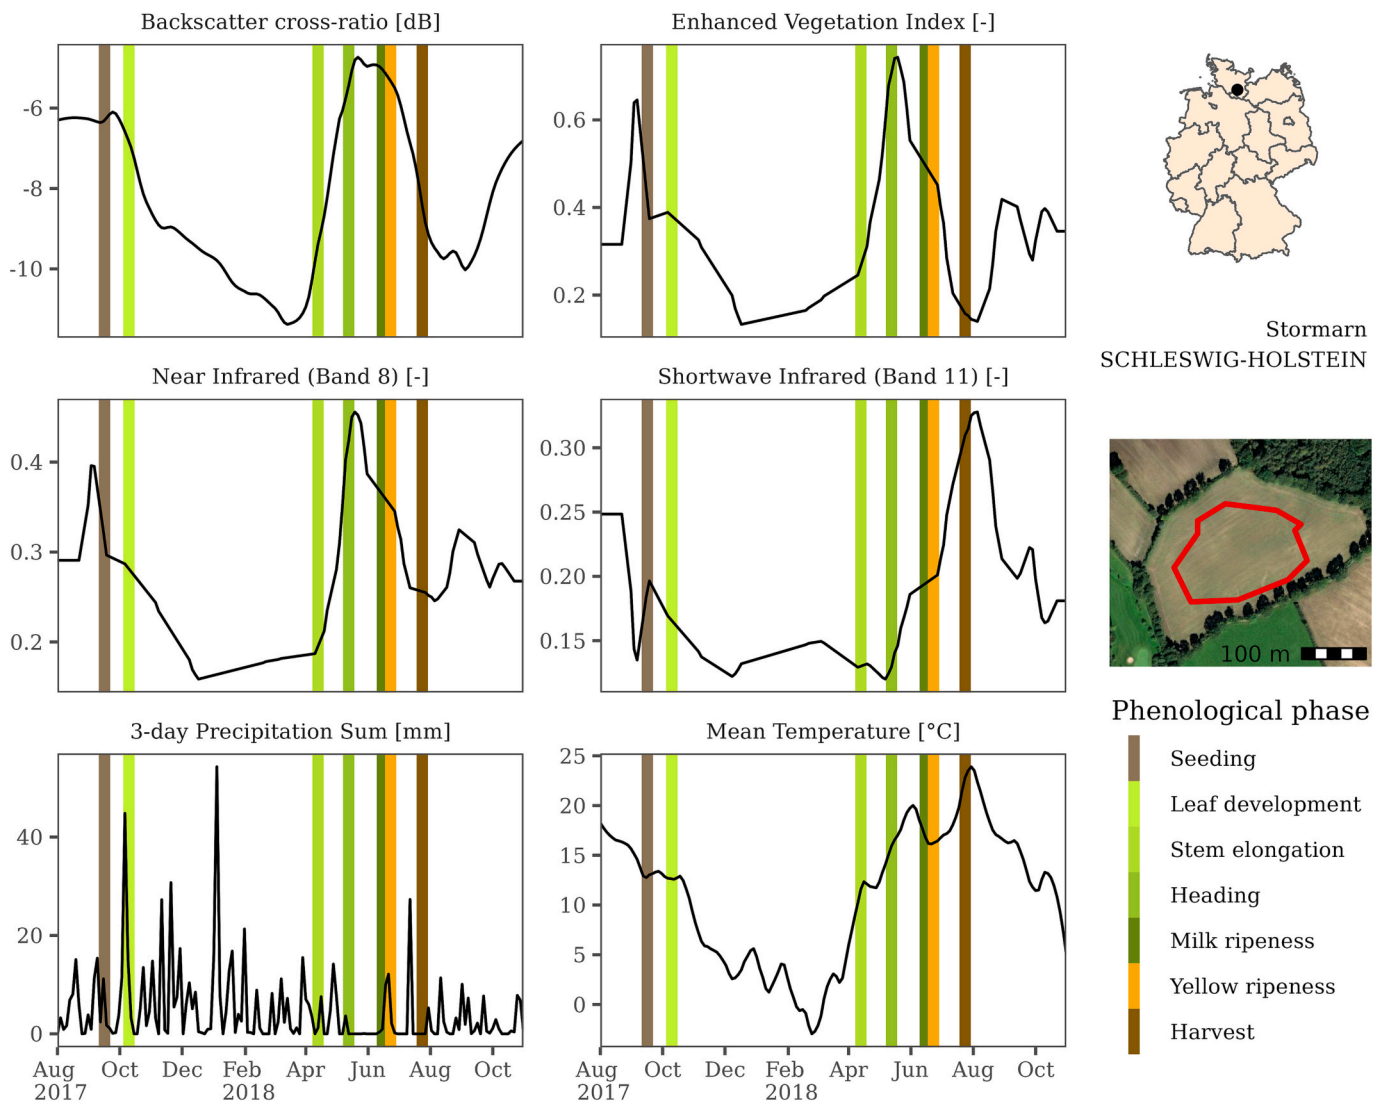 Backscatter cross-ratio [dB]
Enhanced Vegetation Index [-]
-6
-8
-10
0.6
0.4
0.2
Stormarn
SCHLESWIG-HOLSTEIN
Near Infrared (Band 8) [-]
Shortwave Infrared (Band 11) [-]
0.4
0.3
0.2
0.30
0.25
0.20
0.15
100 m
3-day Precipitation Sum [mm]
Mean Temperature [°C]
40
20
0
25
20
15
10
5
0
Aug Oct Dec Feb Apr Jun Aug Oct
2017 2018
Aug Oct Dec Feb Apr Jun Aug Oct
2017 2018
Phenological phase
Seeding
Leaf development
Stem elongation
Heading
Milk ripeness
Yellow ripeness
Harvest